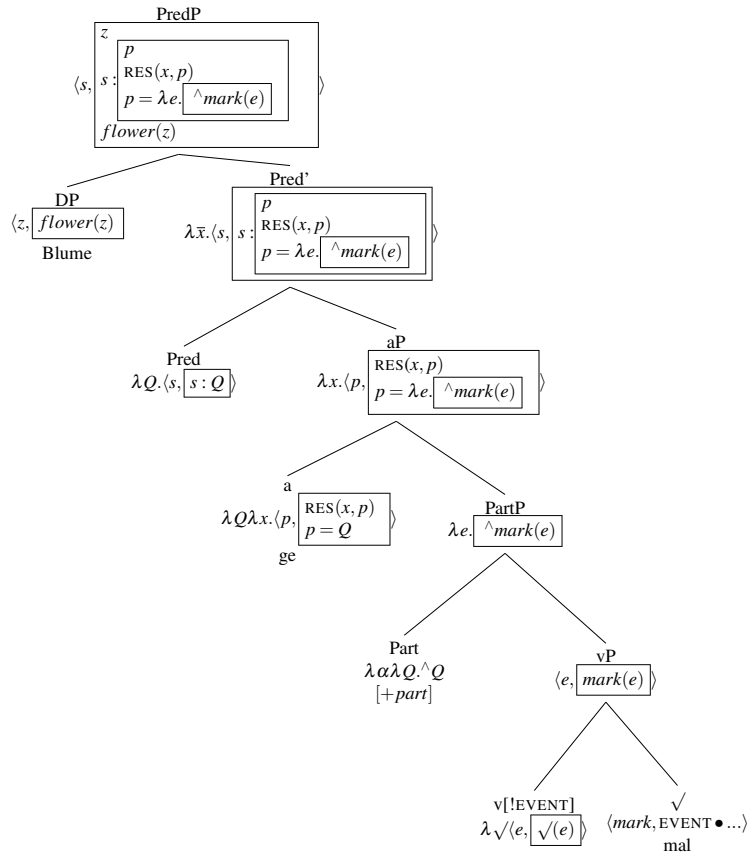 PredP
z
p
⟨s, s : RES(x, p) ⟩
p = λe. ^mark(e)
flower(z)
DP
⟨z, flower(z)
Blume
Pred’
p
λx̄.⟨s, s : RES(x, p) ⟩
p = λe. ^mark(e)
Pred
λQ.⟨s, s : Q ⟩
aP
RES(x, p)
λx.⟨p, p = λe. ^mark(e) ⟩
a
RES(x, p)
λQλx.⟨p, p = Q ⟩
ge
PartP
λe. ^mark(e)
Part
λαλQ.^Q
[+part]
vP
⟨e, mark(e) ⟩
v[!EVENT]
λ√⟨e, √(e) ⟩
√
⟨mark, EVENT • ...⟩
mal